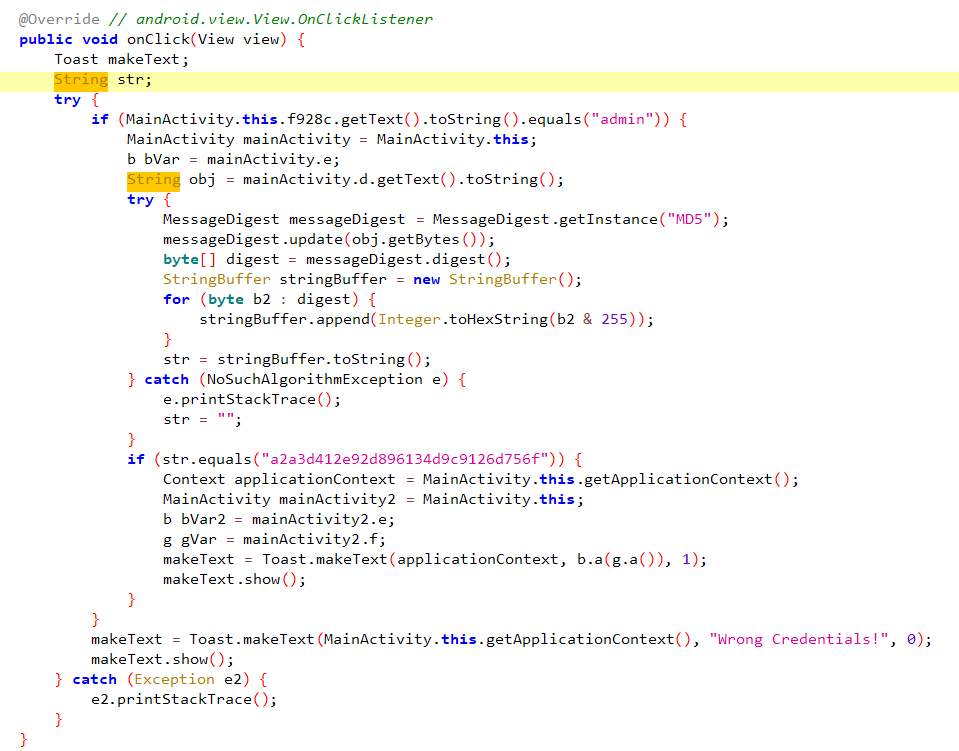 @Override // android.view.View.OnClickListener
public void onClick(View view) {
    Toast makeText;
    String str;
    try {
        if (MainActivity.this.f928c.getText().toString().equals("admin")) {
            MainActivity mainActivity = MainActivity.this;
            b bVar = mainActivity.e;
            String obj = mainActivity.d.getText().toString();
            try {
                MessageDigest messageDigest = MessageDigest.getInstance("MD5");
                messageDigest.update(obj.getBytes());
                byte[] digest = messageDigest.digest();
                StringBuffer stringBuffer = new StringBuffer();
                for (byte b2 : digest) {
                    stringBuffer.append(Integer.toHexString(b2 & 255));
                }
                str = stringBuffer.toString();
            } catch (NoSuchAlgorithmException e) {
                e.printStackTrace();
                str = "";
            }
            if (str.equals("a2a3d412e92d896134d9c9126d756f")) {
                Context applicationContext = MainActivity.this.getApplicationContext();
                MainActivity mainActivity2 = MainActivity.this;
                b bVar2 = mainActivity2.e;
                g gVar = mainActivity2.f;
                makeText = Toast.makeText(applicationContext, b.a(g.a()), 1);
                makeText.show();
            }
        }
        makeText = Toast.makeText(MainActivity.this.getApplicationContext(), "Wrong Credentials!", 0);
        makeText.show();
    } catch (Exception e2) {
        e2.printStackTrace();
    }
}